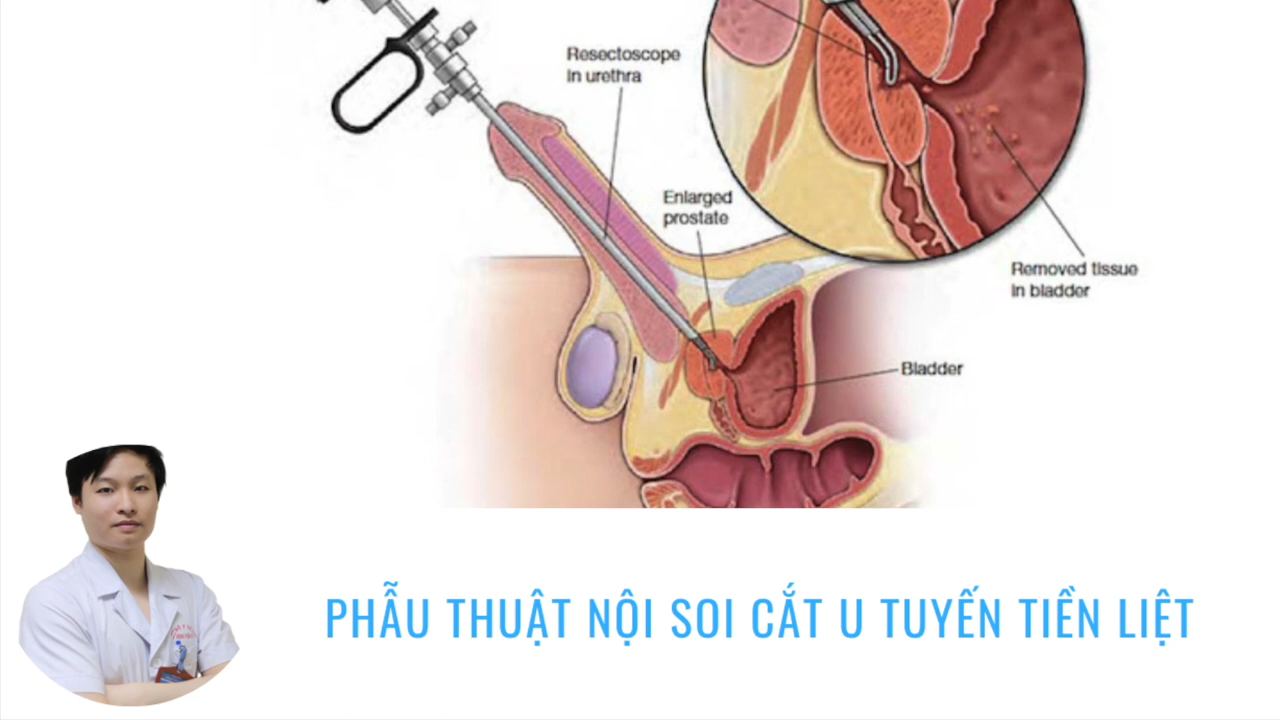 Resectoscope
in urethra
Enlarged
prostate
Removed tissue
in bladder
Bladder
PHẪU THUẬT NỘI SOI CẮT U TUYẾN TIỀN LIỆT